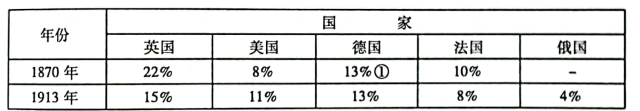 年份 国家
英国 美国 德国 法国 俄国
1870年 22% 8% 13%① 10% －
1913年 15% 11% 13% 8% 4%